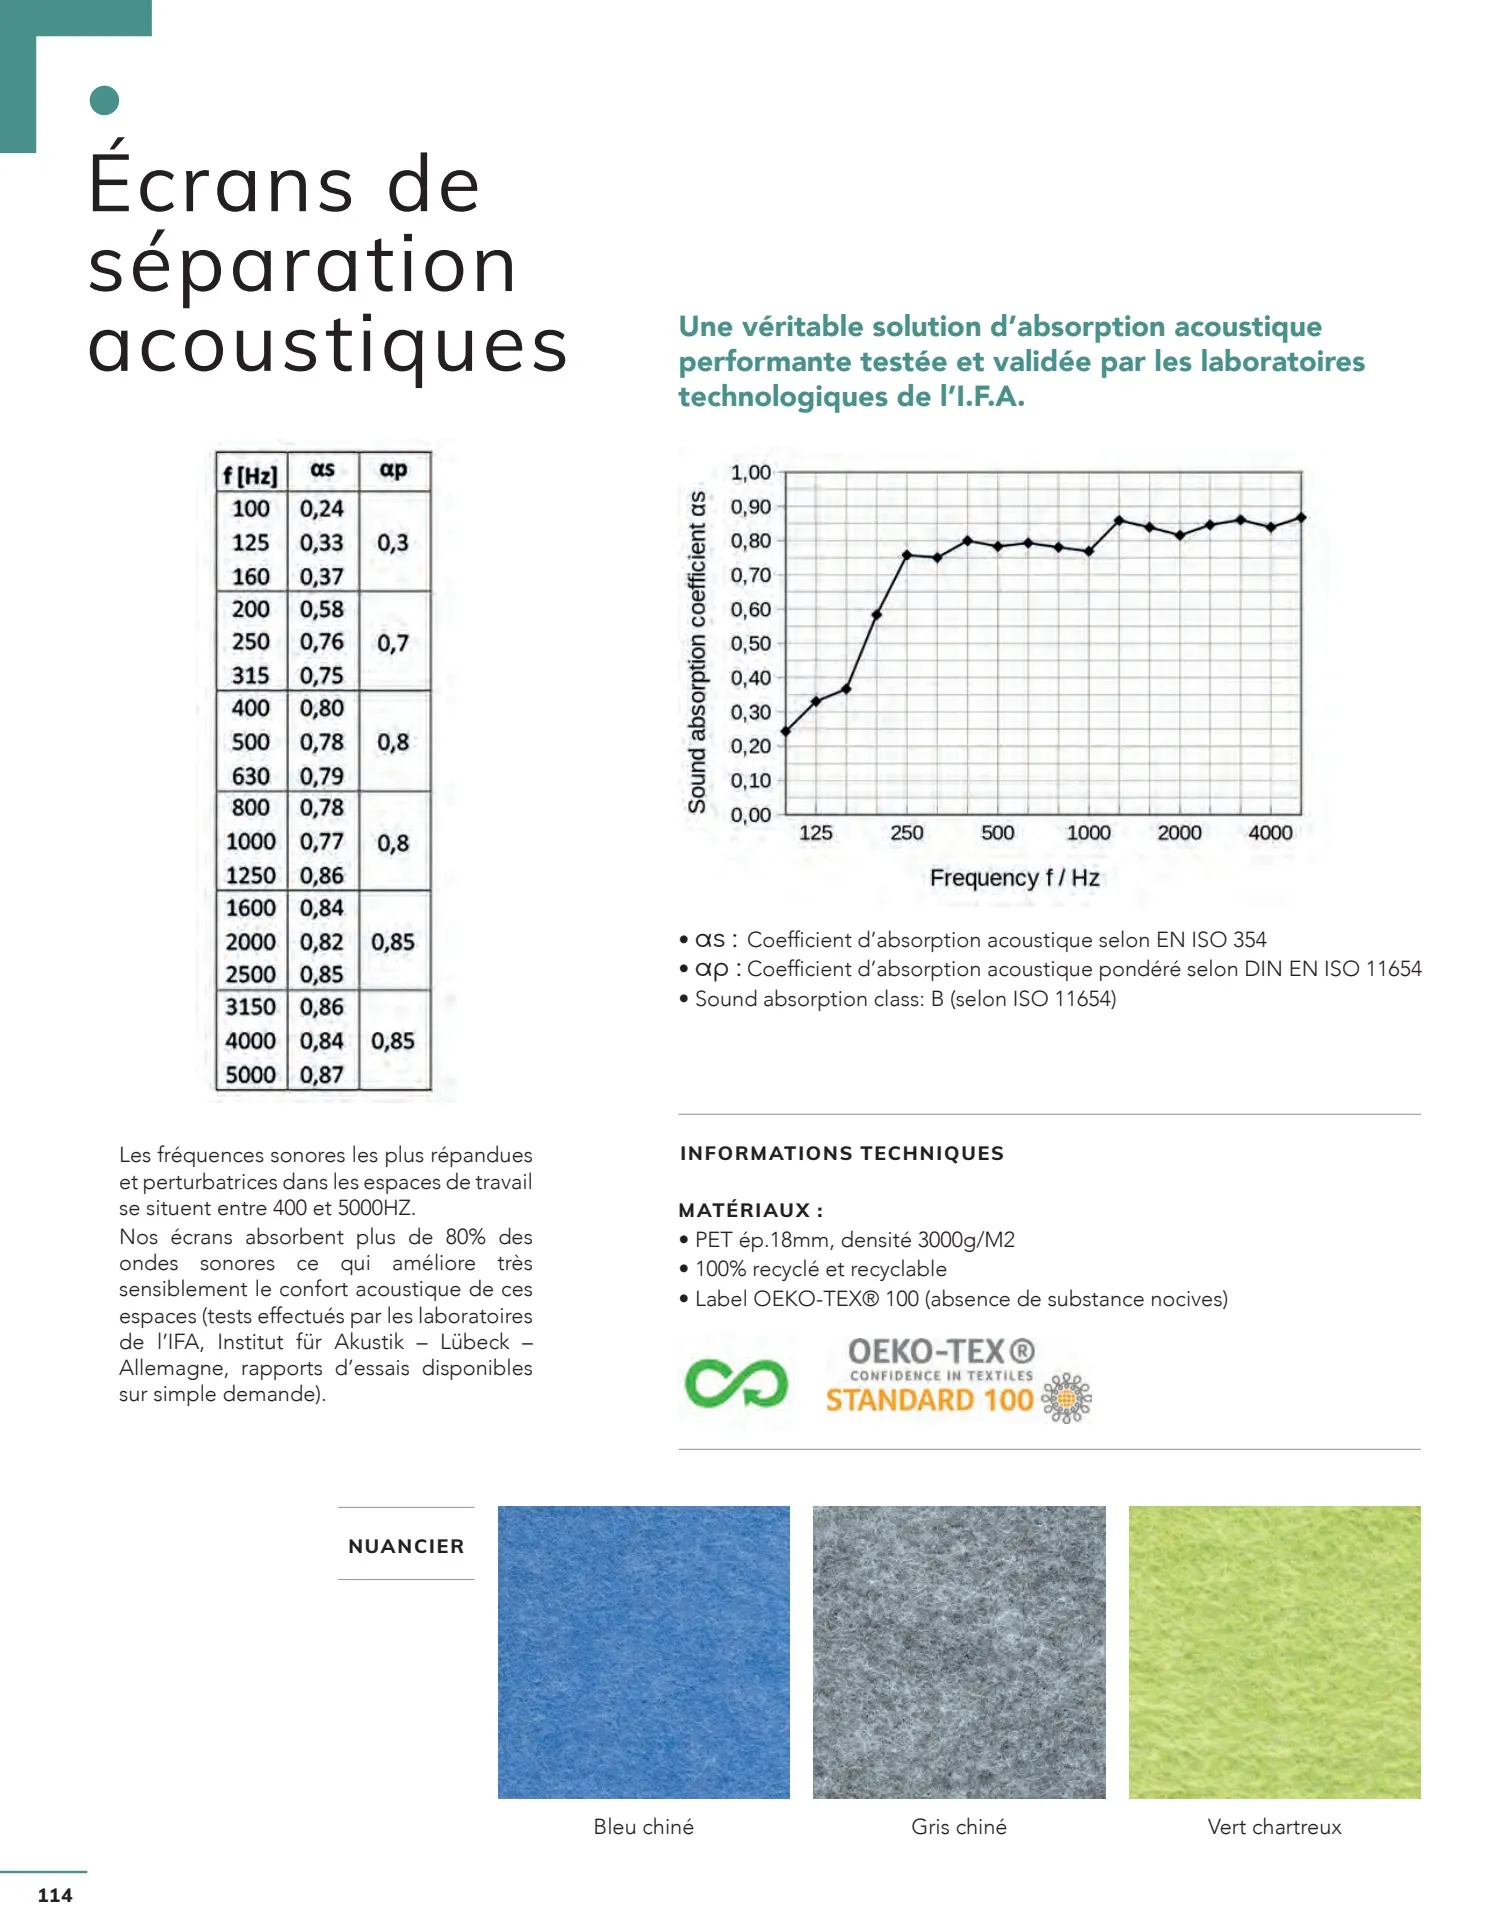 Écrans de
séparation
acoustiques
Une véritable solution d’absorption acoustique
performante testée et validée par les laboratoires
technologiques de l’I.F.A.
f [Hz] αs αp
100 0,24
125 0,33 0,3
160 0,37
200 0,58
250 0,76 0,7
315 0,75
400 0,80
500 0,78 0,8
630 0,79
800 0,78
1000 0,77 0,8
1250 0,86
1600 0,84
2000 0,82 0,85
2500 0,85
3150 0,86
4000 0,84 0,85
5000 0,87
Sound absorption coefficient αs
1,00
0,90
0,80
0,70
0,60
0,50
0,40
0,30
0,20
0,10
0,00
125 250 500 1000 2000 4000
Frequency f / Hz
• αs : Coefficient d’absorption acoustique selon EN ISO 354
• αp : Coefficient d’absorption acoustique pondéré selon DIN EN ISO 11654
• Sound absorption class: B (selon ISO 11654)
Les fréquences sonores les plus répandues
et perturbatrices dans les espaces de travail
se situent entre 400 et 5000HZ.
Nos écrans absorbent plus de 80% des
ondes sonores ce qui améliore très
sensiblement le confort acoustique de ces
espaces (tests effectués par les laboratoires
de l’IFA, Institut für Akustik – Lübeck –
Allemagne, rapports d’essais disponibles
sur simple demande).
INFORMATIONS TECHNIQUES
MATÉRIAUX :
• PET ép.18mm, densité 3000g/M2
• 100% recyclé et recyclable
• Label OEKO-TEX® 100 (absence de substance nocives)
OEKO-TEX®
CONFIDENCE IN TEXTILES
STANDARD 100
NUANCIER
Bleu chiné
Gris chiné
Vert chartreux
114